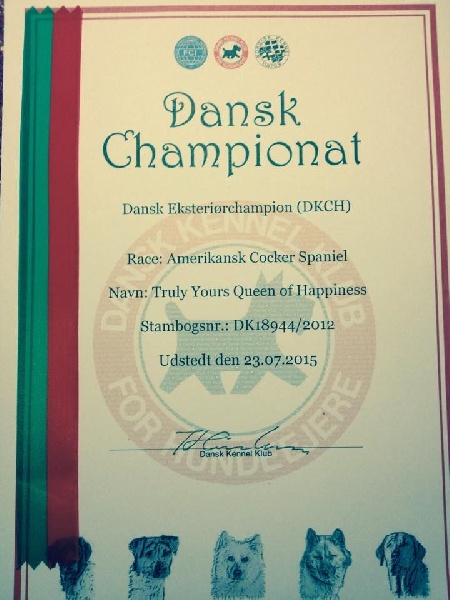 FCI
Dansk
Championat
Dansk Eksteriørchampion (DKCH)
Race: Amerikansk Cocker Spaniel
Navn: Truly Yours Queen of Happiness
Stambogsnr.: DK18944/2012
Udstedt den 23.07.2015
DANSK KENNEL KLUB
FOR HUNDEEJERE
Dansk Kennel Klub